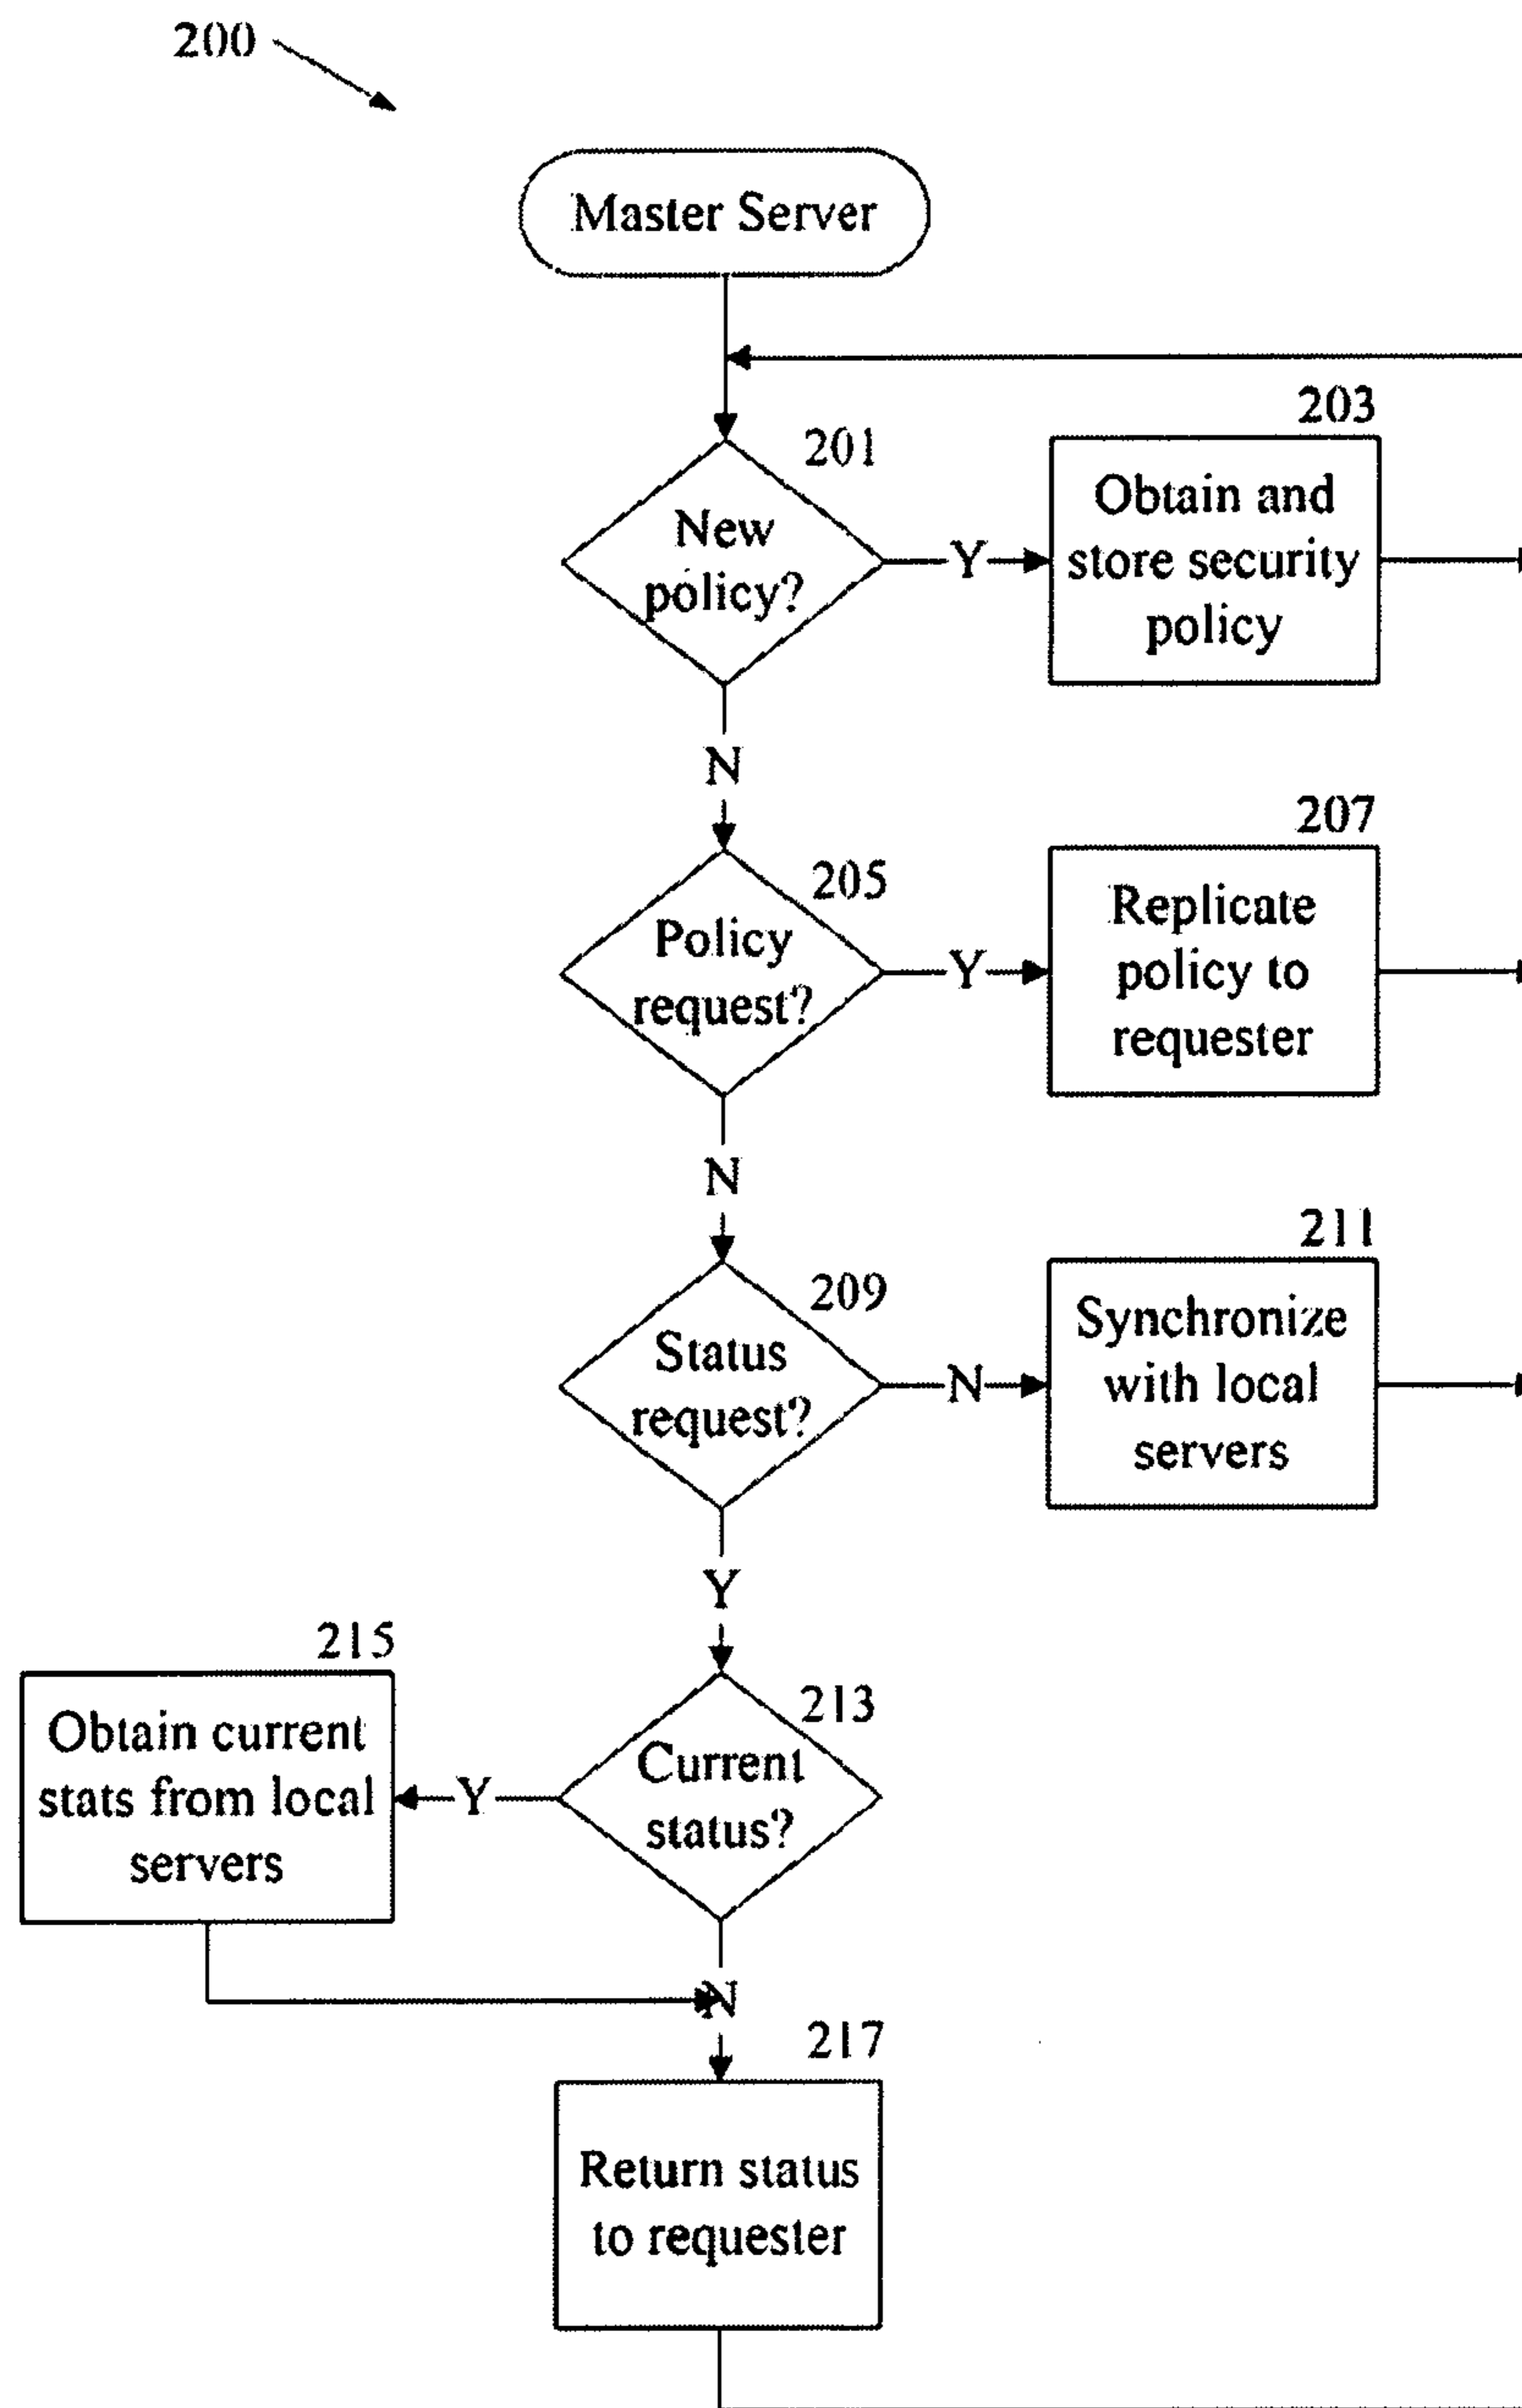 200
Master Server
201
New
policy?
Y
203
Obtain and
store security
policy
N
205
Policy
request?
Y
207
Replicate
policy to
requester
N
209
Status
request?
N
211
Synchronize
with local
servers
Y
213
Current
status?
Y
215
Obtain current
stats from local
servers
N
217
Return status
to requester